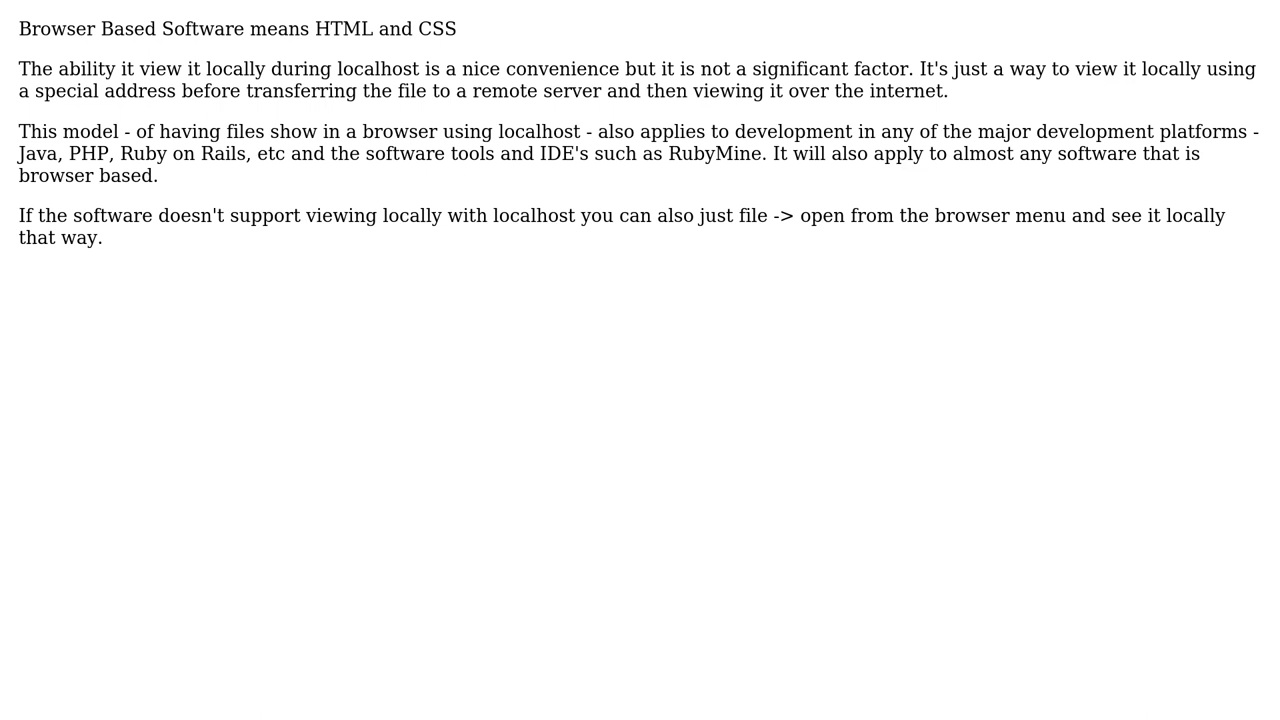 Browser Based Software means HTML and CSS
The ability it view it locally during localhost is a nice convenience but it is not a significant factor. It's just a way to view it locally using
a special address before transferring the file to a remote server and then viewing it over the internet.
This model - of having files show in a browser using localhost - also applies to development in any of the major development platforms -
Java, PHP, Ruby on Rails, etc and the software tools and IDE's such as RubyMine. It will also apply to almost any software that is
browser based.
If the software doesn't support viewing locally with localhost you can also just file -> open from the browser menu and see it locally
that way.